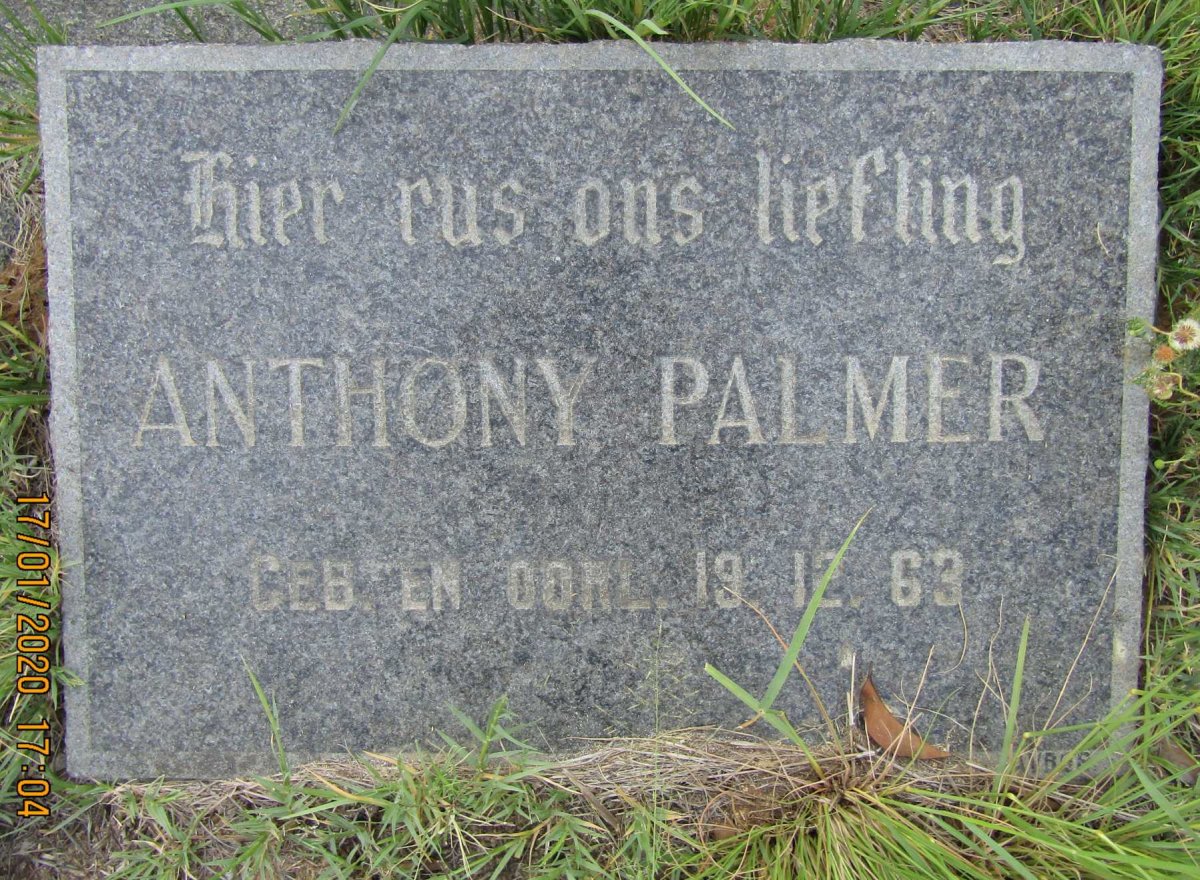 Hier rus ons liefling
ANTHONY PALMER
GEB. EN OORL. 19. 12. 63
17/01/2020 17:04